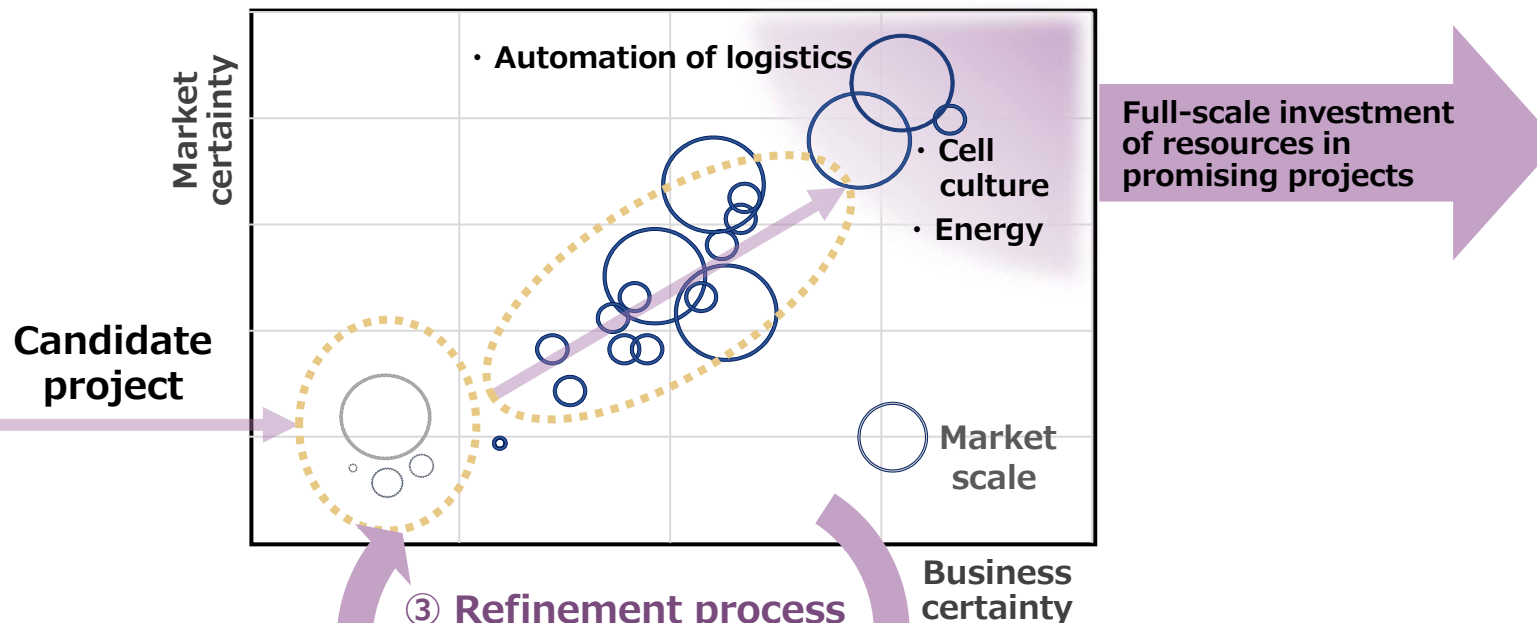 Market
certainty
・ Automation of logistics
・ Cell
culture
・ Energy
Full-scale investment
of resources in
promising projects
Candidate
project
Market
scale
Business
certainty
③ Refinement process